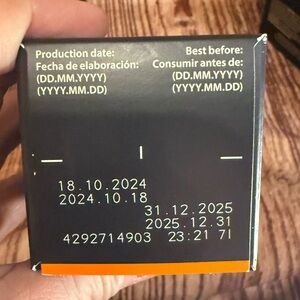 Production date: Best before:
Fecha de elaboración: Consumir antes de:
(DD.MM.YYYY) (DD.MM.YYYY)
(YYYY.MM.DD) (YYYY.MM.DD)
18.10.2024
2024.10.18
31.12.2025
2025.12.31
4292714903 23:21 71